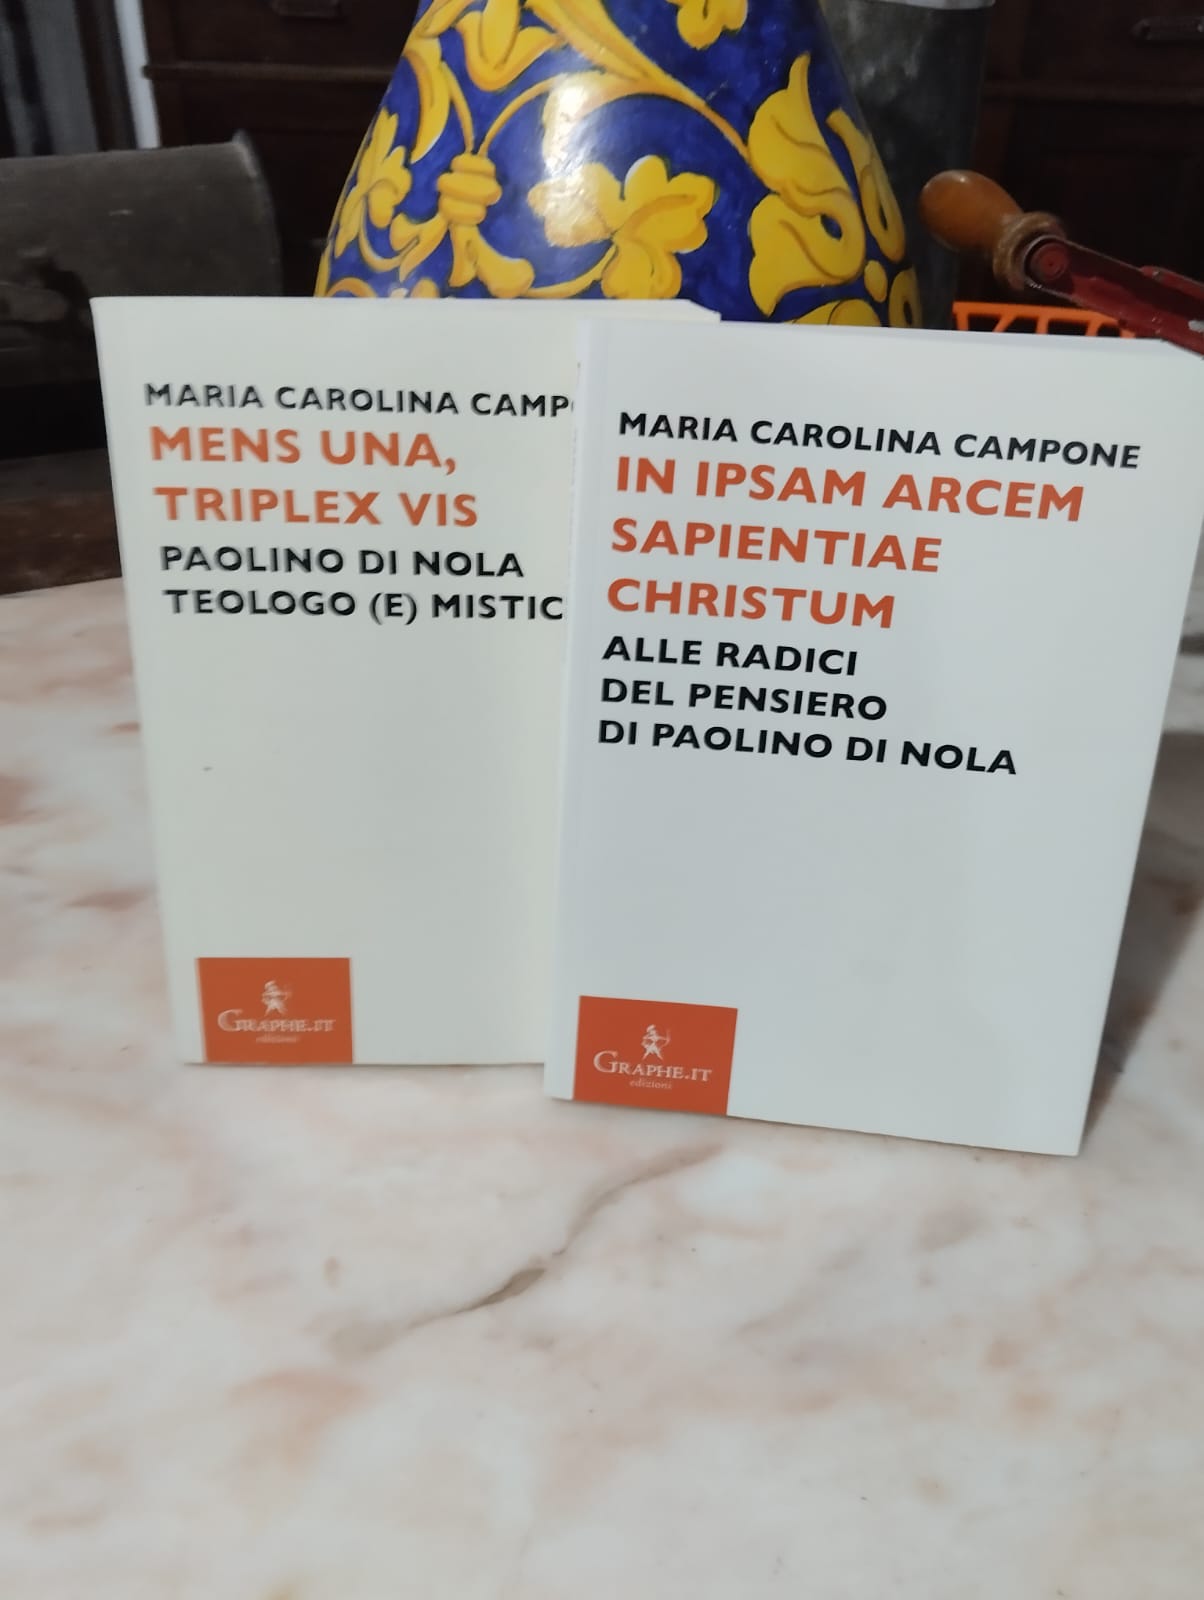 MARIA CAROLINA CAMP
MENS UNA,
TRIPLEX VIS
PAOLINO DI NOLA
TEOLOGO (E) MISTIC
GRAPHE.IT
edizioni
MARIA CAROLINA CAMPONE
IN IPSAM ARCEM
SAPIENTIAE
CHRISTUM
ALLE RADICI
DEL PENSIERO
DI PAOLINO DI NOLA
GRAPHE.IT
edizioni